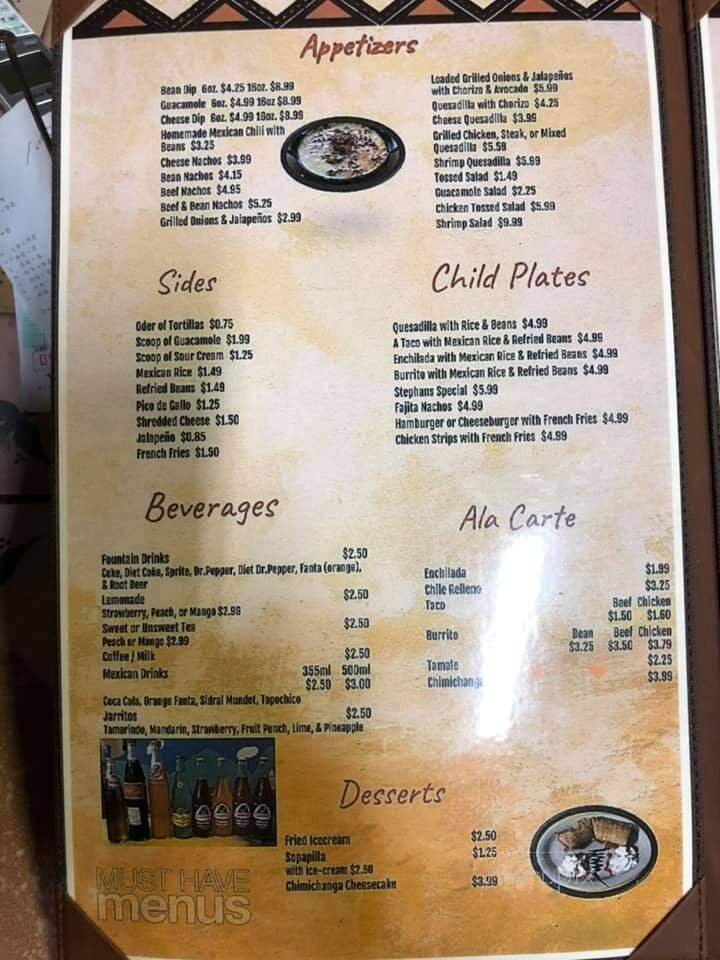 Appetizers
Bean Dip 6oz. $4.25 16oz. $8.99
Guacamole 6oz. $4.99 16oz $8.99
Cheese Dip 6oz. $4.99 16oz. $8.99
Homemade Mexican Chili with
Beans $3.25
Cheese Nachos $3.99
Bean Nachos $4.15
Beef Nachos $4.95
Beef & Bean Nachos $5.25
Grilled Onions & Jalapeños $2.99
Loaded Grilled Onions & Jalapeños
with Chorizo & Avocado $5.99
Quesadilla with Chorizo $4.25
Cheese Quesadilla $3.99
Grilled Chicken, Steak, or Mixed
Quesadilla $5.59
Shrimp Quesadilla $5.99
Tossed Salad $1.49
Guacamole Salad $2.25
Chicken Tossed Salad $5.99
Shrimp Salad $9.99
Sides
Oder of Tortillas $0.75
Scoop of Guacamole $1.99
Scoop of Sour Cream $1.25
Mexican Rice $1.49
Refried Beans $1.49
Pico de Gallo $1.25
Shredded Cheese $1.50
Jalapeño $0.85
French Fries $1.50
Child Plates
Quesadilla with Rice & Beans $4.99
A Taco with Mexican Rice & Refried Beans $4.99
Enchilada with Mexican Rice & Refried Beans $4.99
Burrito with Mexican Rice & Refried Beans $4.99
Stephans Special $5.99
Fajita Nachos $4.99
Hamburger or Cheeseburger with French Fries $4.99
Chicken Strips with French Fries $4.99
Beverages
Fountain Drinks $2.50
Coke, Diet Coke, Sprite, Dr.Pepper, Diet Dr.Pepper, Fanta (orange),
& Root Beer
Lemonade $2.50
Strawberry, Peach, or Mango $2.99
Sweet or Unsweet Tea $2.50
Peach or Mango $2.99
Coffee / Milk $2.50
Mexican Drinks 355ml 500ml
$2.50 $3.00
Coca Cola, Orange Fanta, Sidral Mundet, Topochico
Jarritos $2.50
Tamarindo, Mandarin, Strawberry, Fruit Punch, Lime, & Pineapple
Ala Carte
Enchilada $1.99
Chile Relleno $3.25
Taco Beef Chicken
$1.50 $1.60
Burrito Bean Beef Chicken
$3.25 $3.50 $3.79
Tamale $2.25
Chimichanga $3.99
Desserts
Fried Icecream $2.50
Sopapilla $1.25
with ice-cream $2.50
Chimichanga Cheesecake $3.99
MUST HAVE
menus